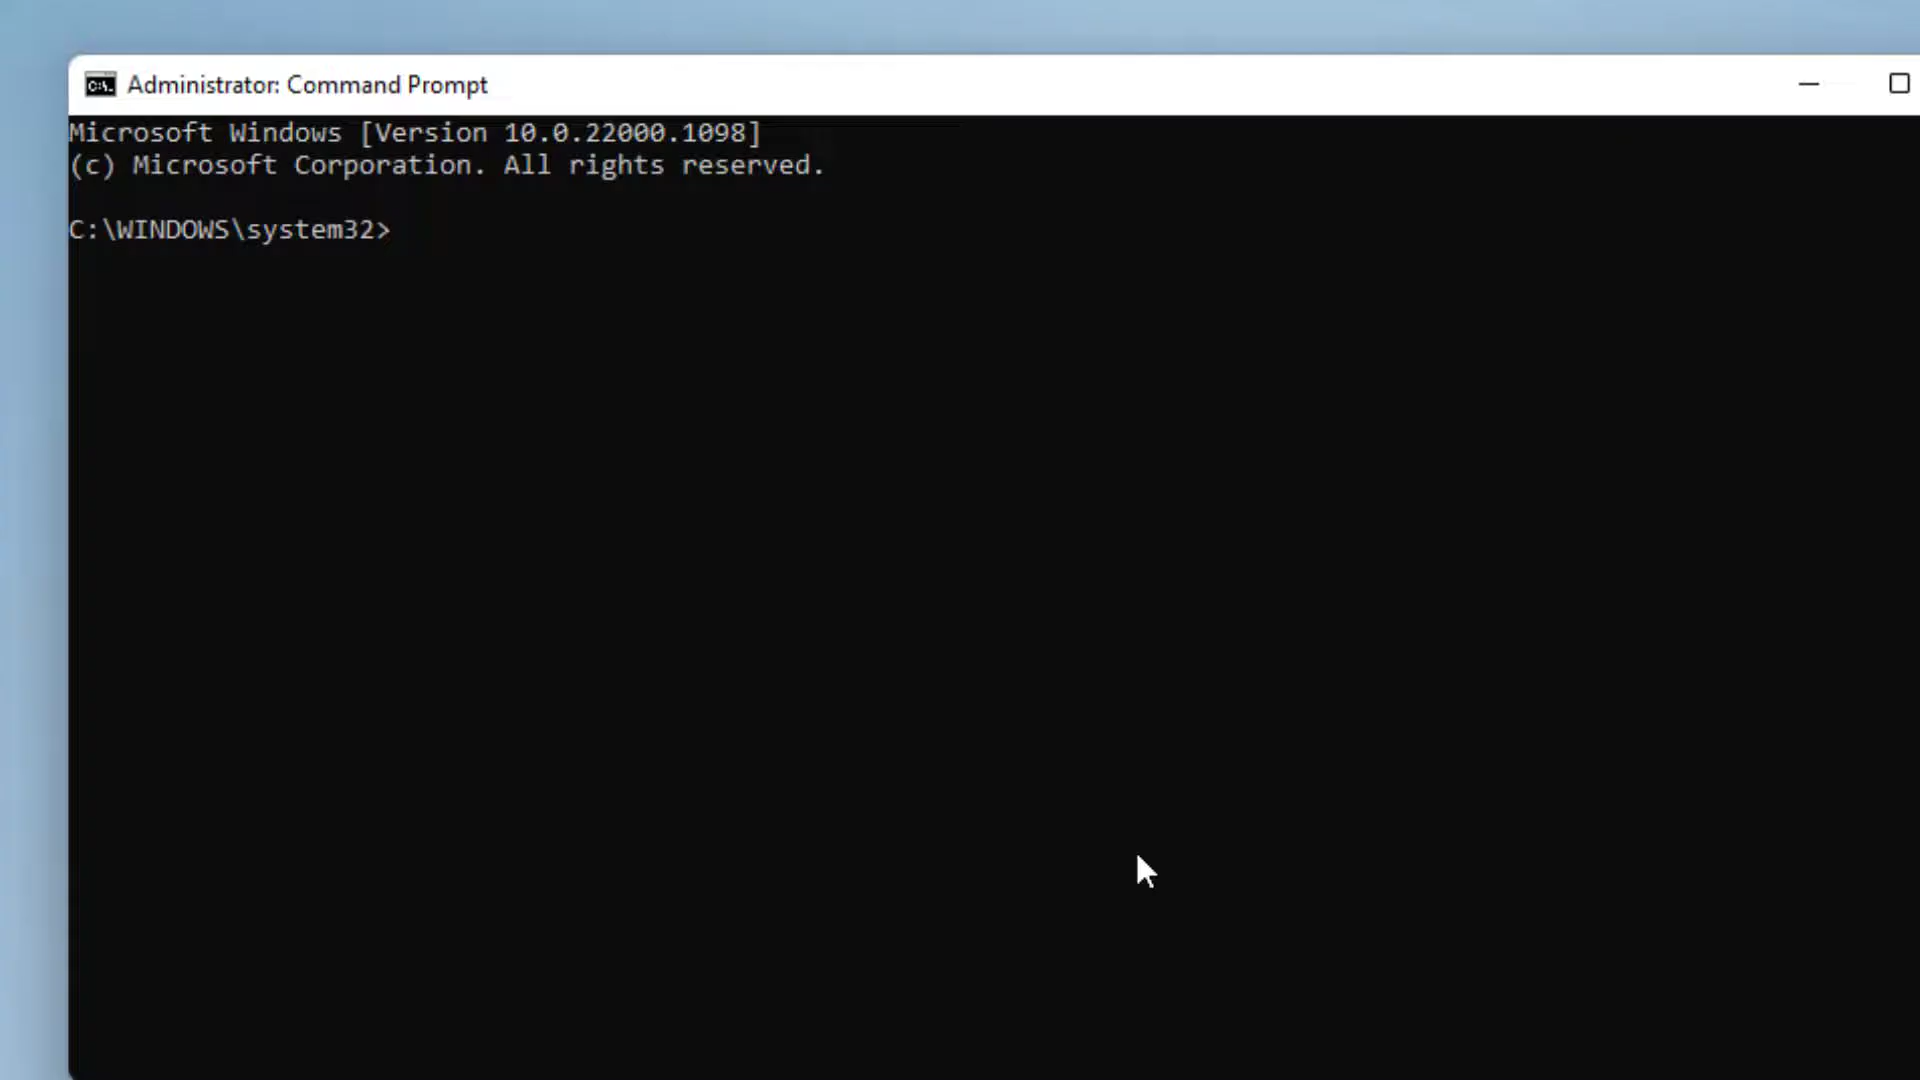 Administrator: Command Prompt
Microsoft Windows [Version 10.0.22000.1098]
(c) Microsoft Corporation. All rights reserved.
C:\WINDOWS\system32>